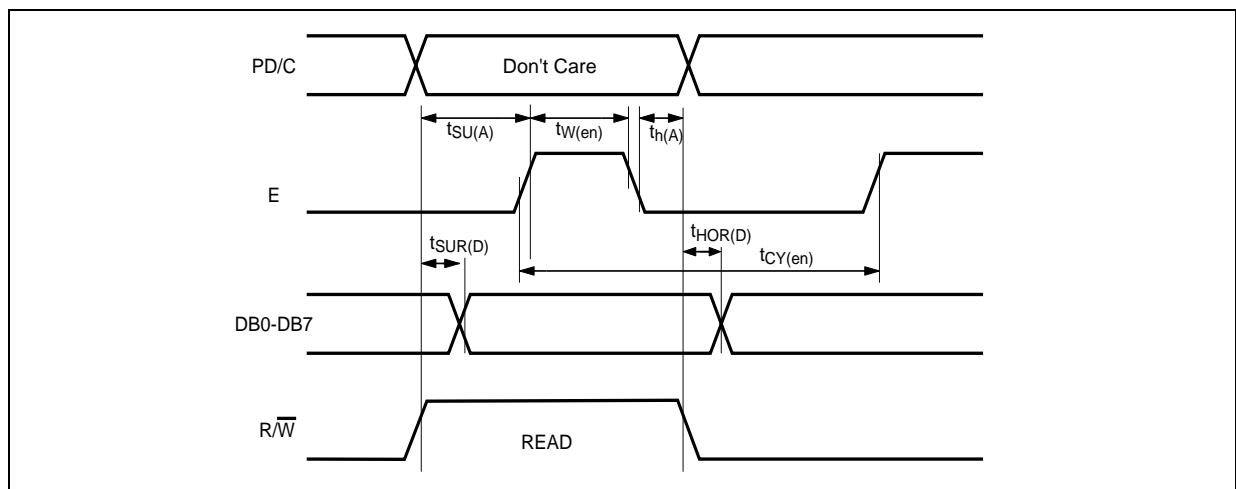 PD/C
Don't Care
tSU(A)
tW(en)
th(A)
E
tSUR(D)
tHOR(D)
tCY(en)
DB0-DB7
R/W̅
READ